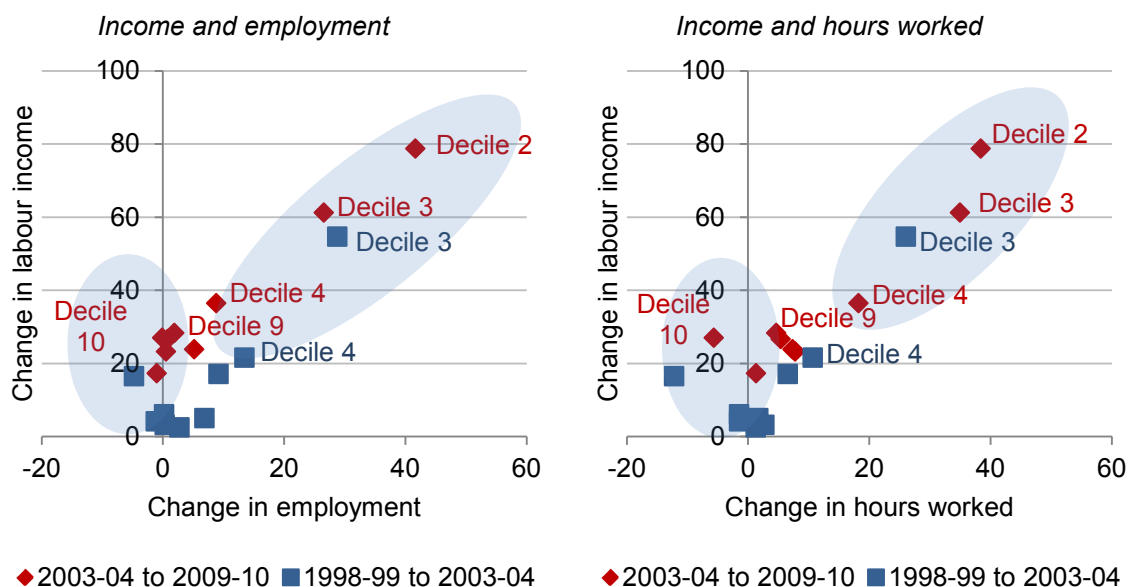 Income and employment
Change in labour income
100
80
60
40
20
0
-20
0
20
40
60
Decile 2
Decile 3
Decile 3
Decile 4
Decile
10
Decile 9
Decile 4
Change in employment
2003-04 to 2009-10
1998-99 to 2003-04
Income and hours worked
Change in labour income
100
80
60
40
20
0
-20
0
20
40
60
Decile 2
Decile 3
Decile 3
Decile 4
Decile
10
Decile 9
Decile 4
Change in hours worked
2003-04 to 2009-10
1998-99 to 2003-04